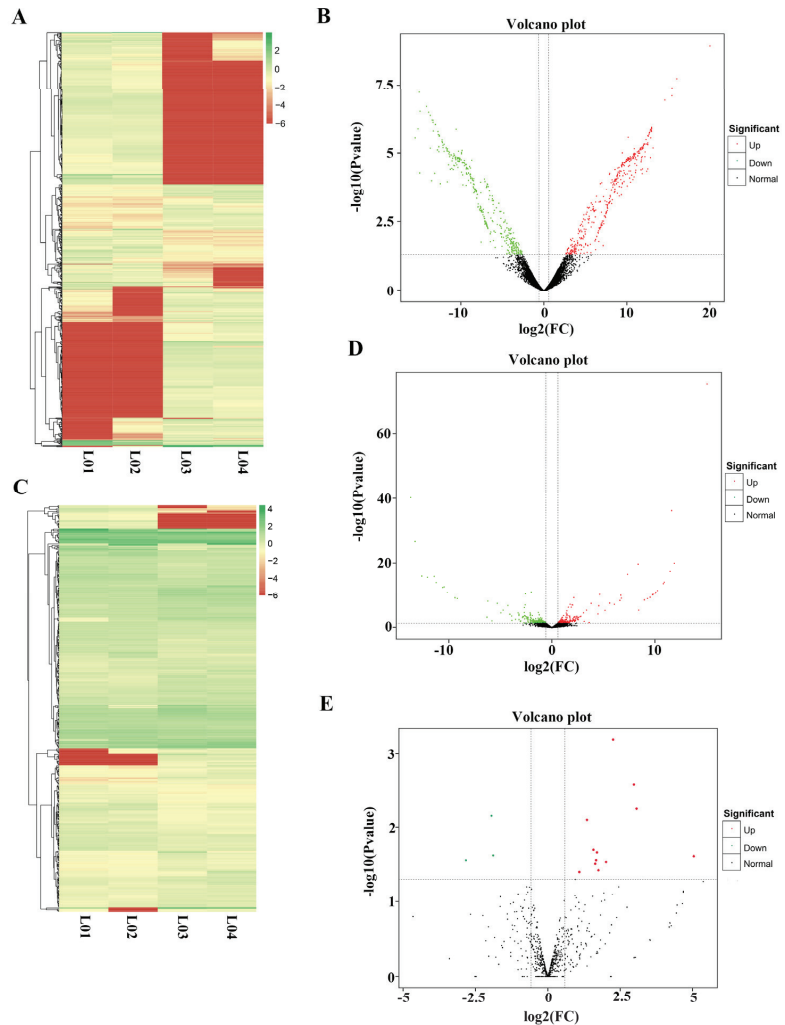 A
4
2
0
−2
−4
−6
L01
L02
L03
L04
B
Volcano plot
-log10(Pvalue)
7.5
5
2.5
0
-10
0
10
20
log2(FC)
Significant
Up
Down
Normal
C
4
2
0
−2
−4
−6
L01
L02
L03
L04
D
Volcano plot
-log10(Pvalue)
60
40
20
0
-10
0
10
log2(FC)
Significant
Up
Down
Normal
E
Volcano plot
-log10(Pvalue)
3
2
1
0
-5
-2.5
0
2.5
5
log2(FC)
Significant
Up
Down
Normal